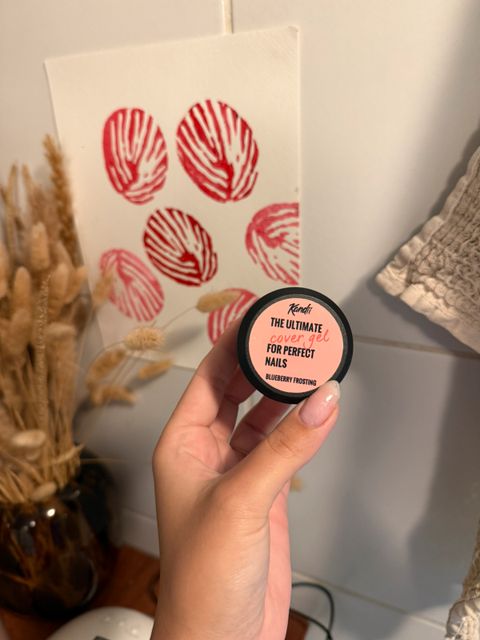 Kandi
THE ULTIMATE
cover gel
FOR PERFECT
NAILS
BLUEBERRY FROSTING